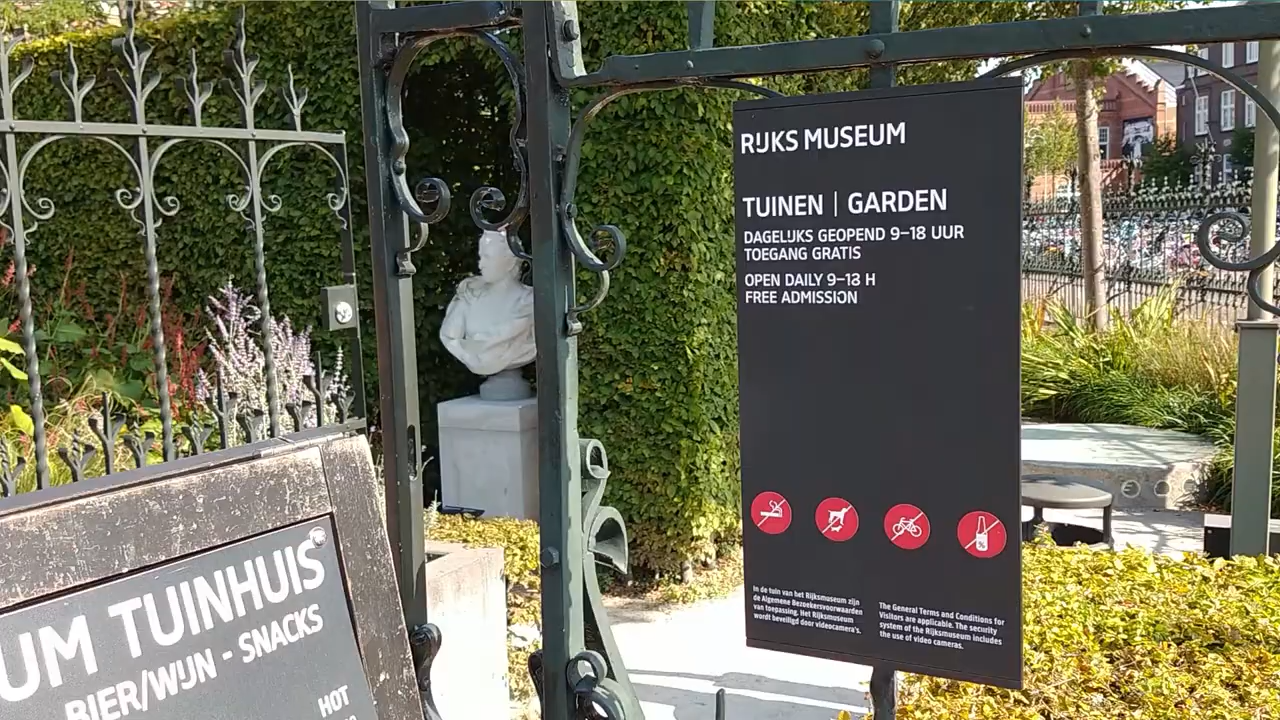 RIJKS MUSEUM
TUINEN | GARDEN
DAGELIJKS GEOPEND 9–18 UUR
TOEGANG GRATIS
OPEN DAILY 9–18 H
FREE ADMISSION
In de tuin van het Rijksmuseum zijn
de Algemene Bezoekersvoorwaarden
van toepassing. Het Rijksmuseum
wordt beveiligd door videocamera's.
The General Terms and Conditions for
Visitors are applicable. The security
system of the Rijksmuseum includes
the use of video cameras.
UM TUINHUIS
BIER/WIJN - SNACKS
HOT